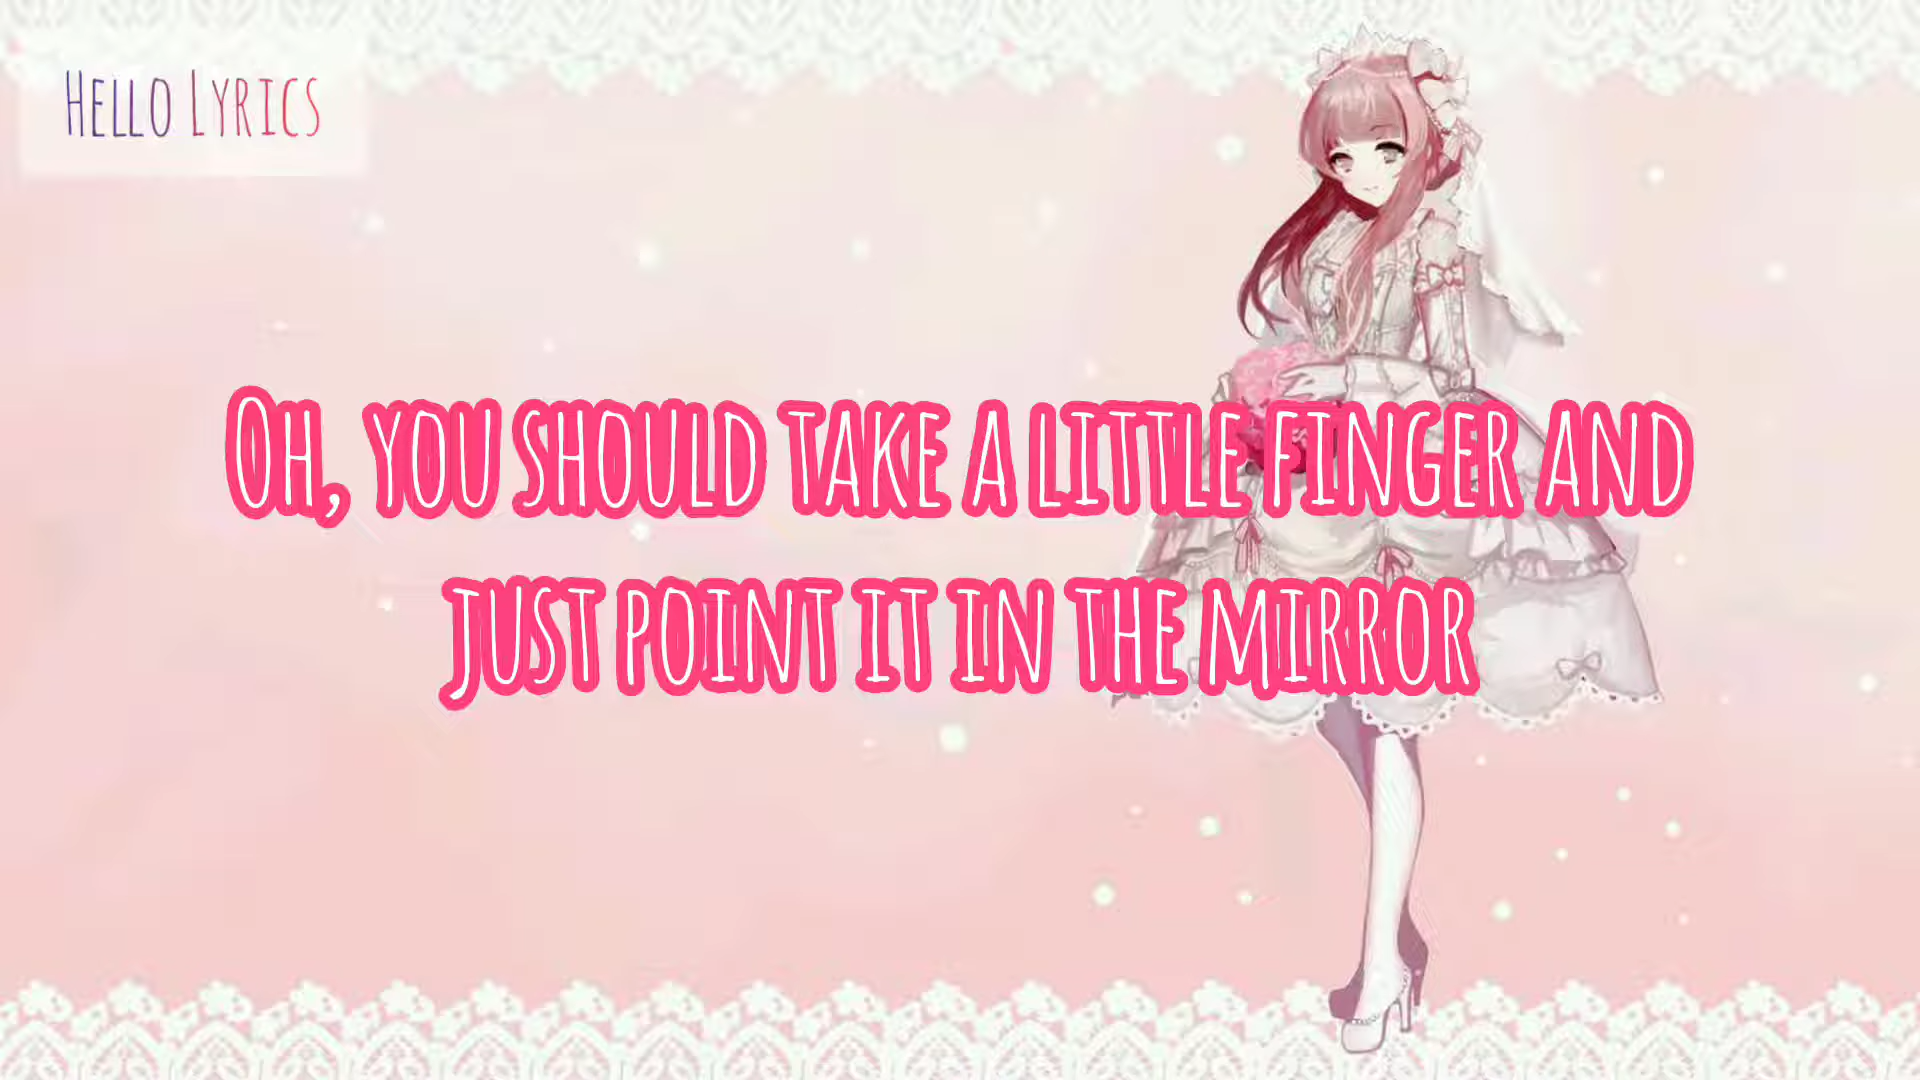 Hello Lyrics
Oh, you should take a little finger and
just point it in the mirror